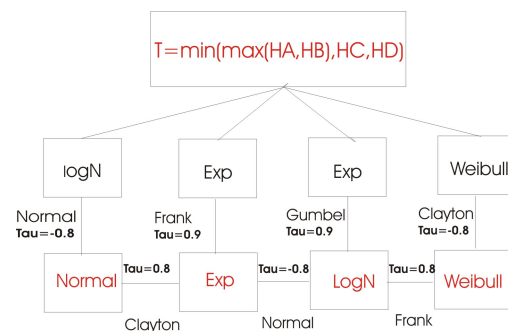 T=min(max(HA,HB),HC,HD)
logN
Exp
Exp
Weibull
Normal
Tau=-0.8
Frank
Tau=0.9
Gumbel
Tau=0.9
Clayton
Tau=-0.8
Normal
Tau=0.8
Exp
Tau=-0.8
LogN
Tau=0.8
Weibull
Clayton
Normal
Frank